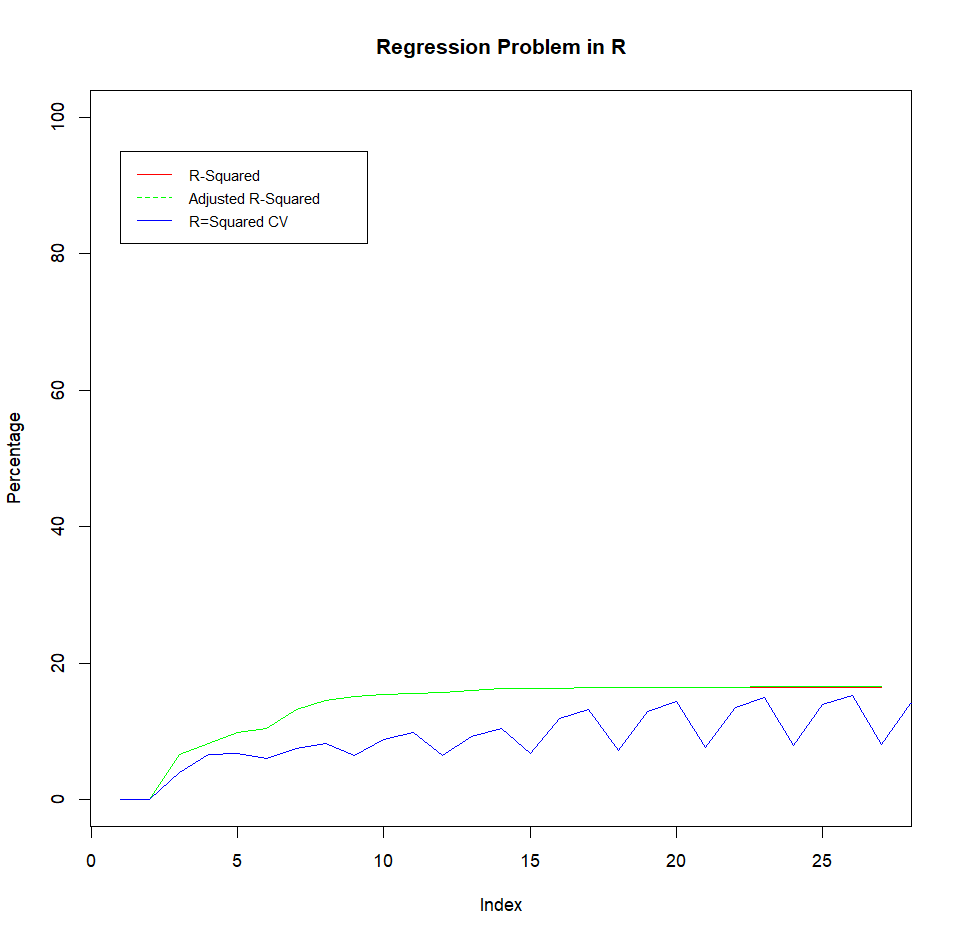 Regression Problem in R
100
80
60
40
20
0
Percentage
R-Squared
Adjusted R-Squared
R=Squared CV
0 5 10 15 20 25
Index